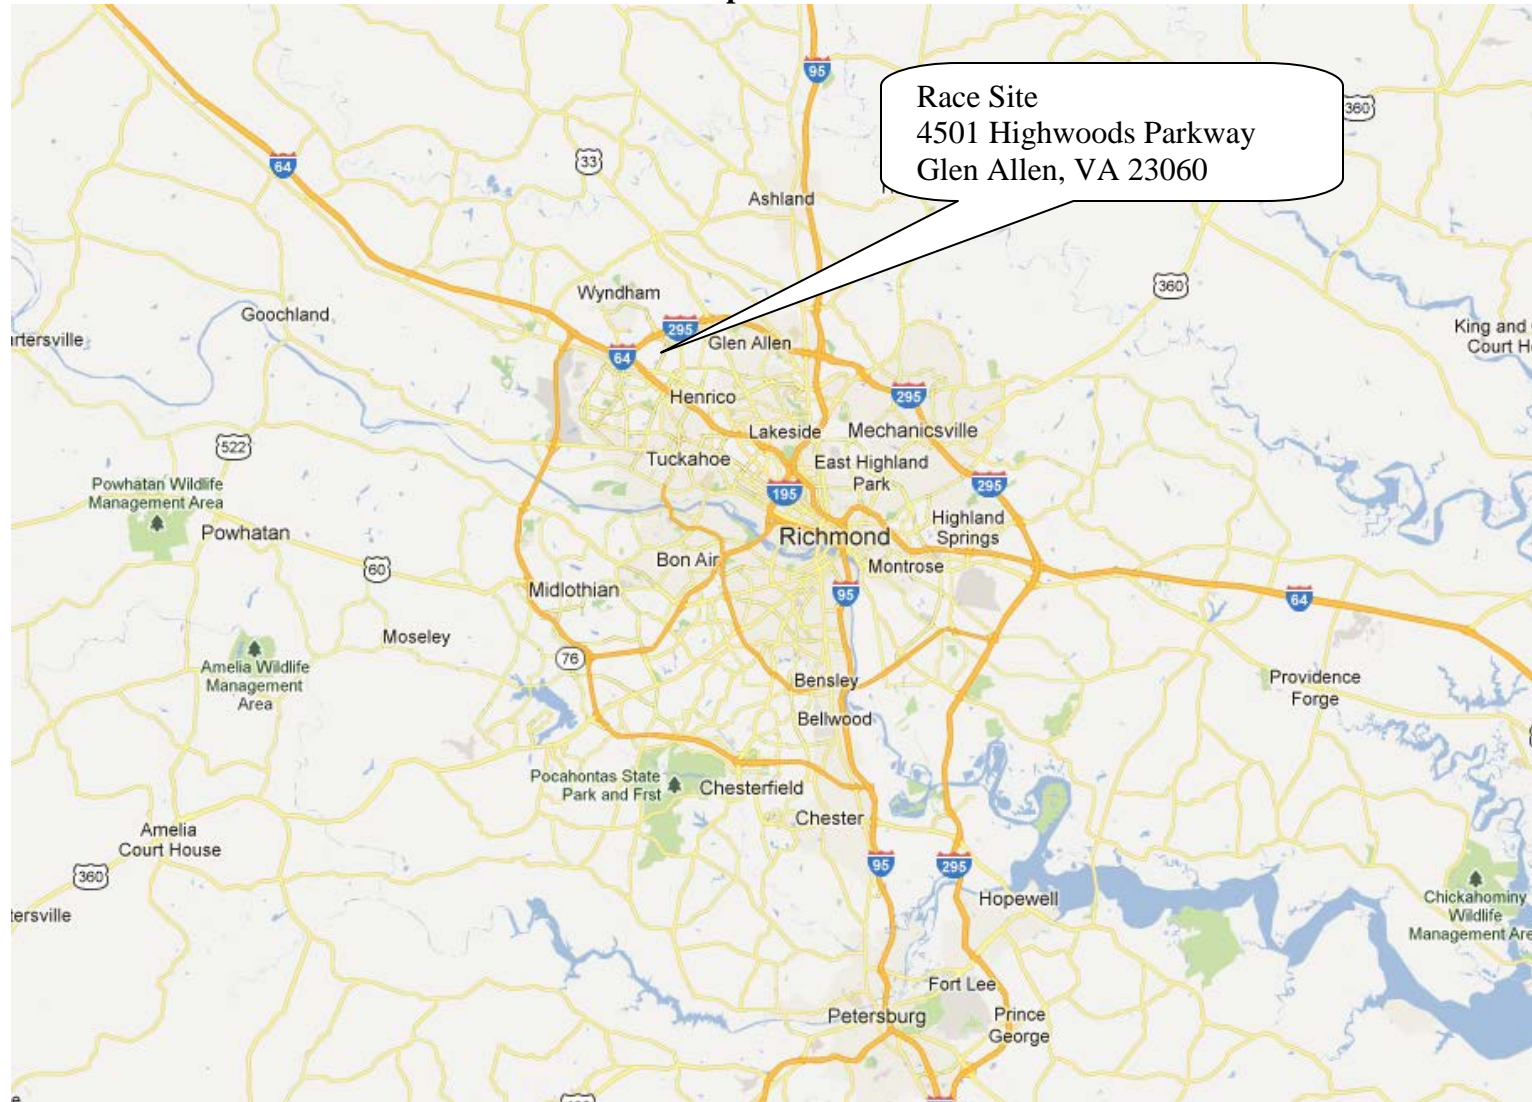 95
Race Site
4501 Highwoods Parkway
Glen Allen, VA 23060
360
64
33
Ashland
360
Wyndham
Goochland
295
King and
Court H
artersville
Glen Allen
64
Henrico
295
Lakeside
Mechanicsville
522
Tuckahoe
East Highland
Park
Powhatan Wildlife
Management Area
195
295
Highland
Springs
Powhatan
Richmond
Bon Air
Montrose
60
Midlothian
95
64
Moseley
76
Amelia Wildlife
Management
Area
Bensley
Providence
Forge
Bellwood
Pocahontas State
Park and Frst
Chesterfield
Chester
Amelia
Court House
95
295
360
Hopewell
Chickahominy
Wildlife
Management Are
tersville
Fort Lee
Petersburg
Prince
George